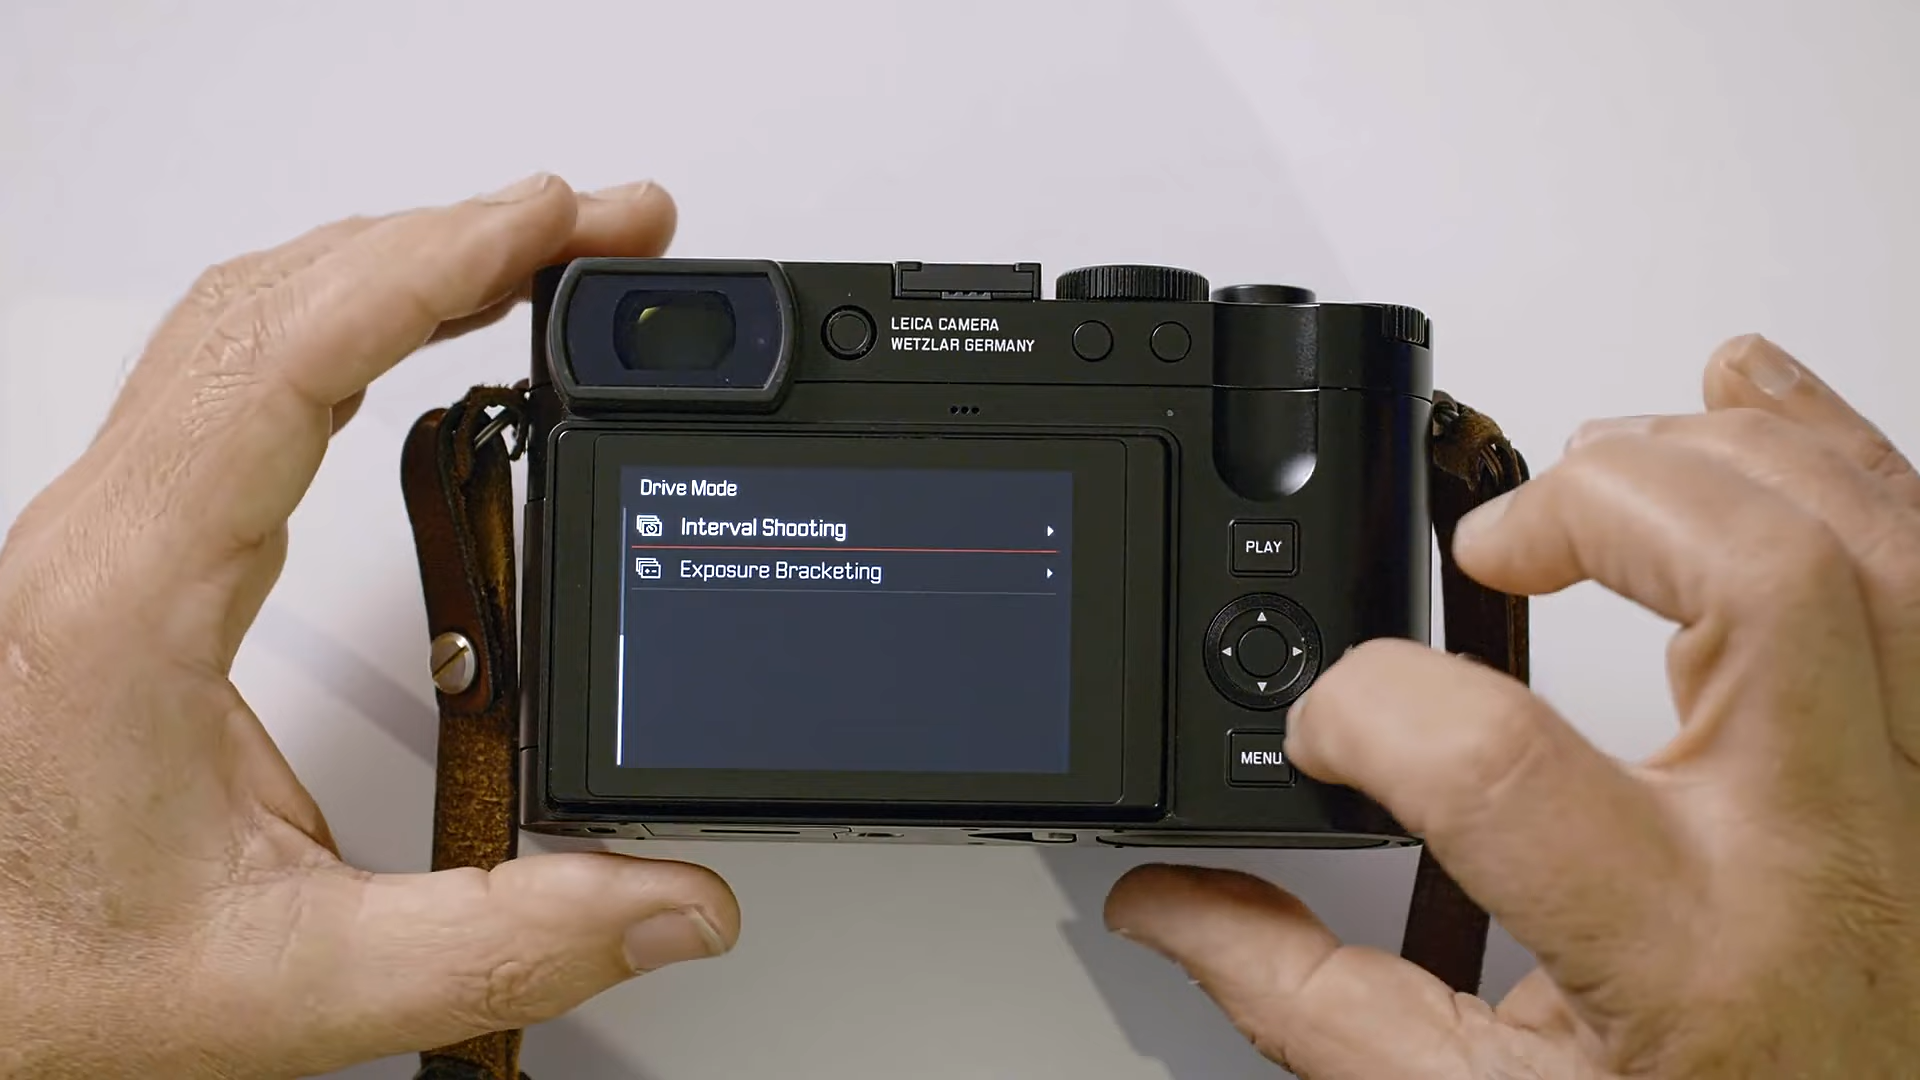 LEICA CAMERA
WETZLAR GERMANY
Drive Mode
Interval Shooting
Exposure Bracketing
PLAY
MENU